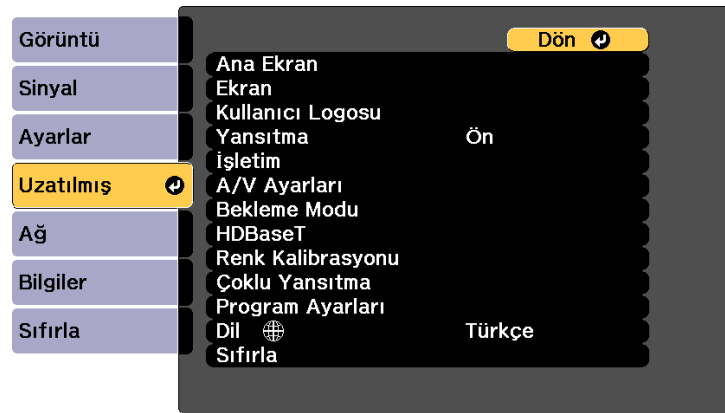 Görüntü
Sinyal
Ayarlar
Uzatılmış
Ağ
Bilgiler
Sıfırla
Dön
Ana Ekran
Ekran
Kullanıcı Logosu
Yansıtma Ön
İşletim
A/V Ayarları
Bekleme Modu
HDBaseT
Renk Kalibrasyonu
Çoklu Yansıtma
Program Ayarları
Dil Türkçe
Sıfırla